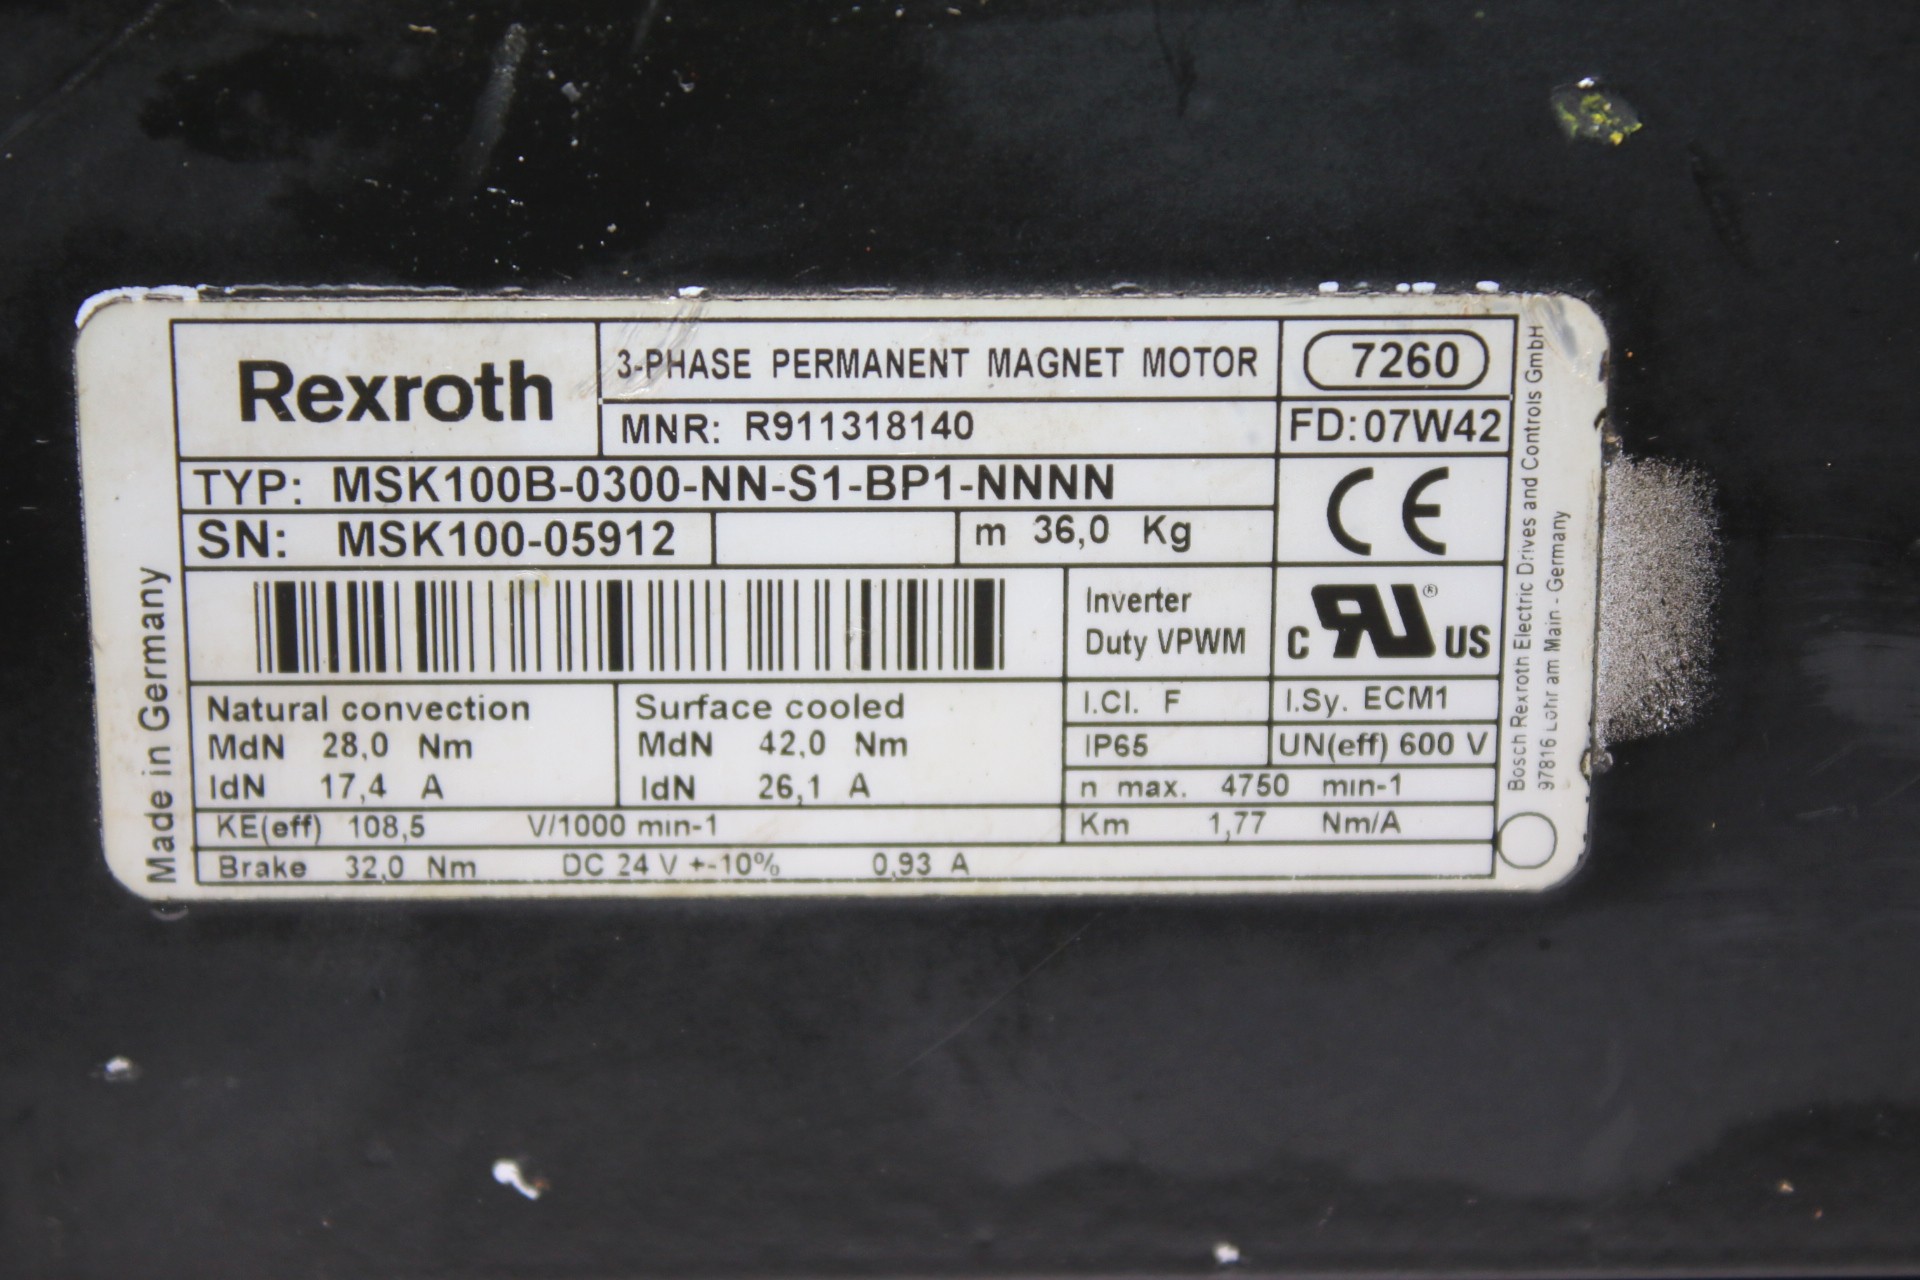 Rexroth
3-PHASE PERMANENT MAGNET MOTOR
7260
MNR: R911318140
FD:07W42
TYP: MSK100B-0300-NN-S1-BP1-NNNN
CE
SN: MSK100-05912
m 36,0 Kg
Inverter
Duty VPWM
C RU ® US
Natural convection
MdN 28,0 Nm
IdN 17,4 A
Surface cooled
MdN 42,0 Nm
IdN 26,1 A
I.Cl. F
I.Sy. ECM1
IP65
UN(eff) 600 V
n max. 4750 min-1
KE(eff) 108,5 V/1000 min-1
Km 1,77 Nm/A
Brake 32,0 Nm DC 24 V +-10% 0,93 A
Made in Germany
Bosch Rexroth Electric Drives and Controls GmbH
97816 Lohr am Main - Germany